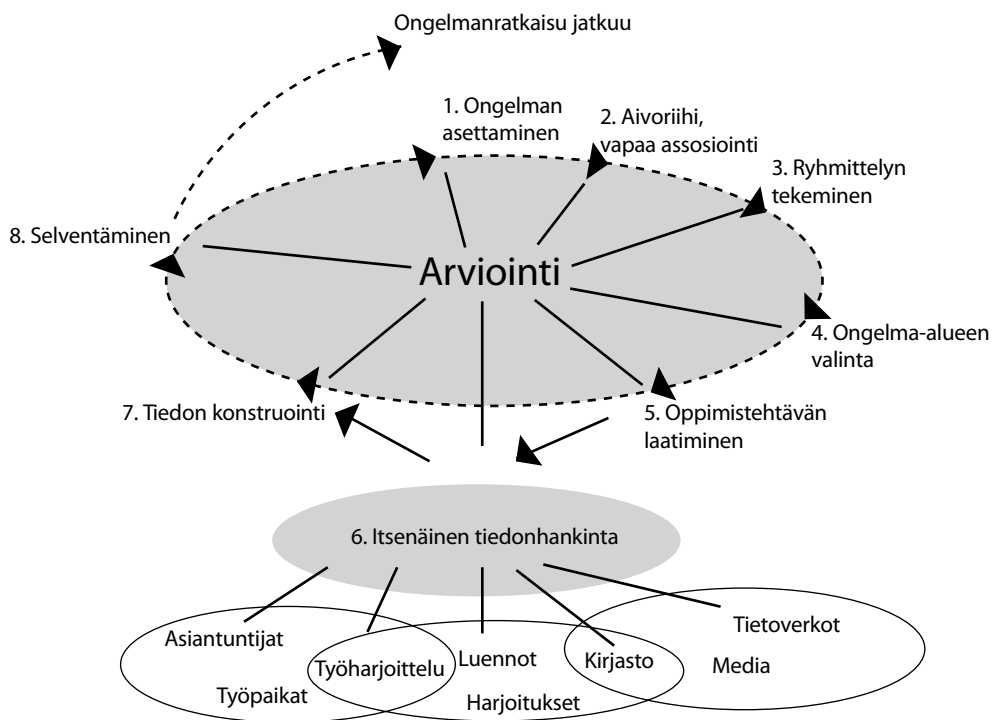 Ongelmanratkaisu jatkuu
1. Ongelman
asettaminen
2. Aivoriihi,
vapaa assosiointi
3. Ryhmittelyn
tekeminen
8. Selventäminen
Arviointi
4. Ongelma-alueen
valinta
7. Tiedon konstruointi
5. Oppimistehtävän
laatiminen
6. Itsenäinen tiedonhankinta
Asiantuntijat
Työpaikat
Työharjoittelu
Luennot
Harjoitukset
Kirjasto
Tietoverkot
Media